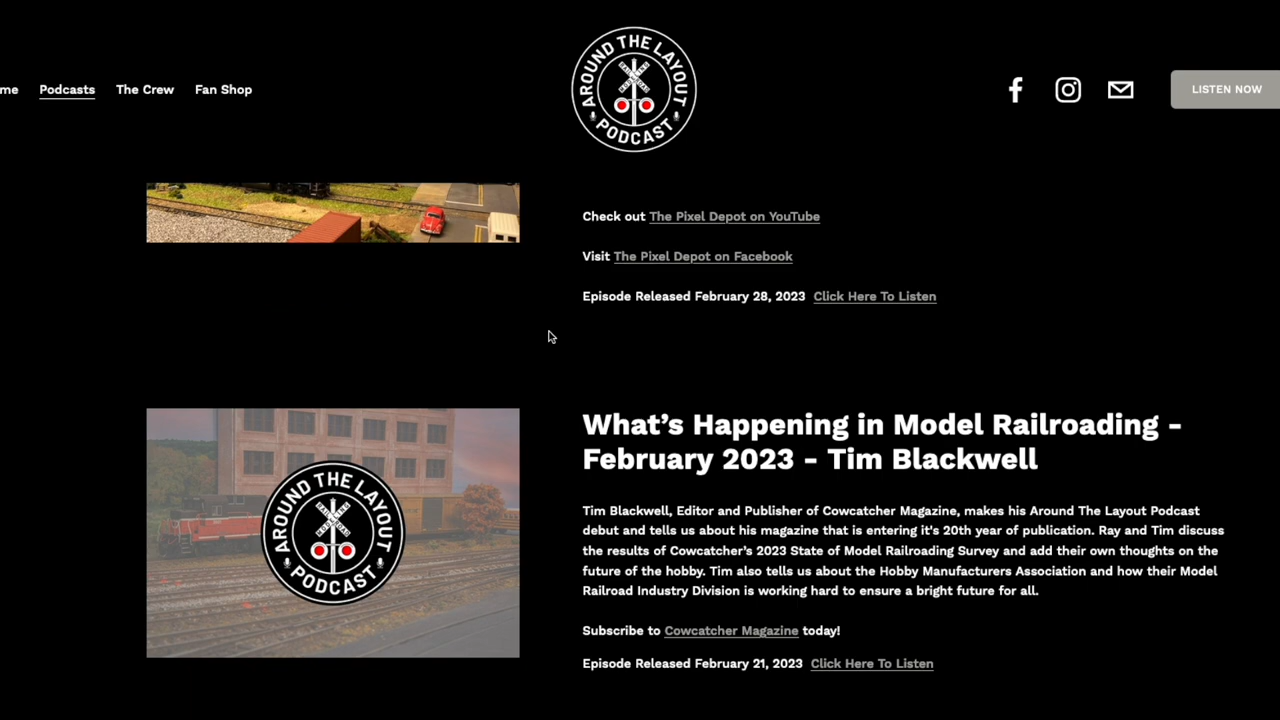 me Podcasts The Crew Fan Shop
AROUND THE LAYOUT
RAILROAD CROSSING
PODCAST
LISTEN NOW
Check out The Pixel Depot on YouTube
Visit The Pixel Depot on Facebook
Episode Released February 28, 2023 Click Here To Listen
What’s Happening in Model Railroading -
February 2023 - Tim Blackwell
Tim Blackwell, Editor and Publisher of Cowcatcher Magazine, makes his Around The Layout Podcast
debut and tells us about his magazine that is entering it's 20th year of publication. Ray and Tim discuss
the results of Cowcatcher’s 2023 State of Model Railroading Survey and add their own thoughts on the
future of the hobby. Tim also tells us about the Hobby Manufacturers Association and how their Model
Railroad Industry Division is working hard to ensure a bright future for all.
Subscribe to Cowcatcher Magazine today!
Episode Released February 21, 2023 Click Here To Listen
AROUND THE LAYOUT
PODCAST